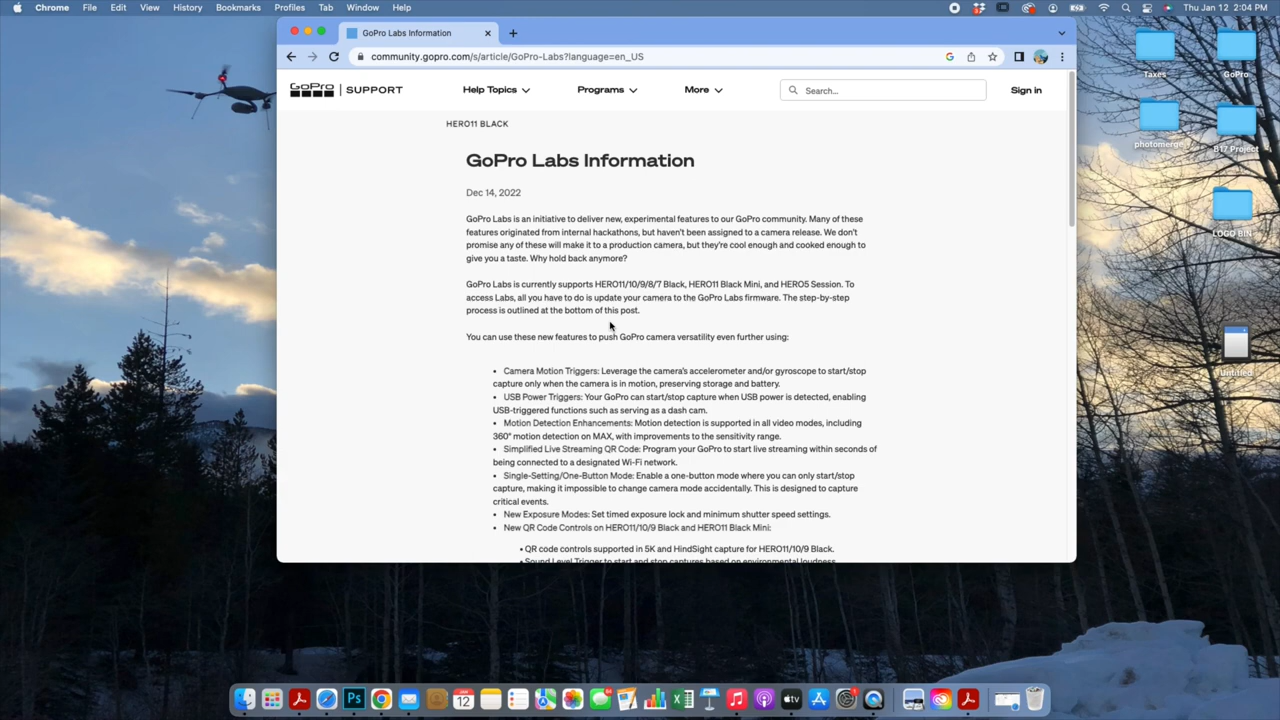 Chrome File Edit View History Bookmarks Profiles Tab Window Help Thu Jan 12 2:04 PM
GoPro Labs Information
community.gopro.com/s/article/GoPro-Labs?language=en_US
GoPro | SUPPORT Help Topics Programs More Search... Sign in
HERO11 BLACK
GoPro Labs Information
Dec 14, 2022
GoPro Labs is an initiative to deliver new, experimental features to our GoPro community. Many of these
features originated from internal hackathons, but haven't been assigned to a camera release. We don't
promise any of these will make it to a production camera, but they're cool enough and cooked enough to
give you a taste. Why hold back anymore?
GoPro Labs is currently supports HERO11/10/9/8/7 Black, HERO11 Black Mini, and HERO5 Session. To
access Labs, all you have to do is update your camera to the GoPro Labs firmware. The step-by-step
process is outlined at the bottom of this post.
You can use these new features to push GoPro camera versatility even further using:
• Camera Motion Triggers: Leverage the camera's accelerometer and/or gyroscope to start/stop
capture only when the camera is in motion, preserving storage and battery.
• USB Power Triggers: Your GoPro can start/stop capture when USB power is detected, enabling
USB-triggered functions such as serving as a dash cam.
• Motion Detection Enhancements: Motion detection is supported in all video modes, including
360° motion detection on MAX, with improvements to the sensitivity range.
• Simplified Live Streaming QR Code: Program your GoPro to start live streaming within seconds of
being connected to a designated Wi-Fi network.
• Single-Setting/One-Button Mode: Enable a one-button mode where you can only start/stop
capture, making it impossible to change camera mode accidentally. This is designed to capture
critical events.
• New Exposure Modes: Set timed exposure lock and minimum shutter speed settings.
• New QR Code Controls on HERO11/10/9 Black and HERO11 Black Mini:
• QR code controls supported in 5K and HindSight capture for HERO11/10/9 Black.
• Sound Level Trigger to start and stop captures based on environmental loudness
Taxes GoPro
photomerge B17 Project
LOGO BIN
Untitled